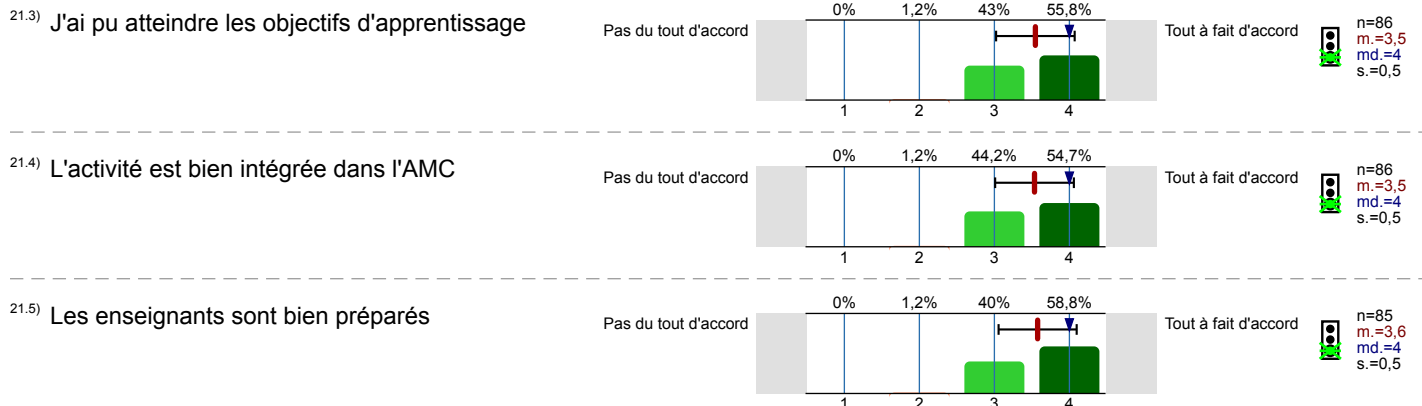 21.3) J'ai pu atteindre les objectifs d'apprentissage
Pas du tout d'accord
0% 1,2% 43% 55,8%
1 2 3 4
Tout à fait d'accord
n=86
m.=3,5
md.=4
s.=0,5
21.4) L'activité est bien intégrée dans l'AMC
Pas du tout d'accord
0% 1,2% 44,2% 54,7%
1 2 3 4
Tout à fait d'accord
n=86
m.=3,5
md.=4
s.=0,5
21.5) Les enseignants sont bien préparés
Pas du tout d'accord
0% 1,2% 40% 58,8%
1 2 3 4
Tout à fait d'accord
n=85
m.=3,6
md.=4
s.=0,5